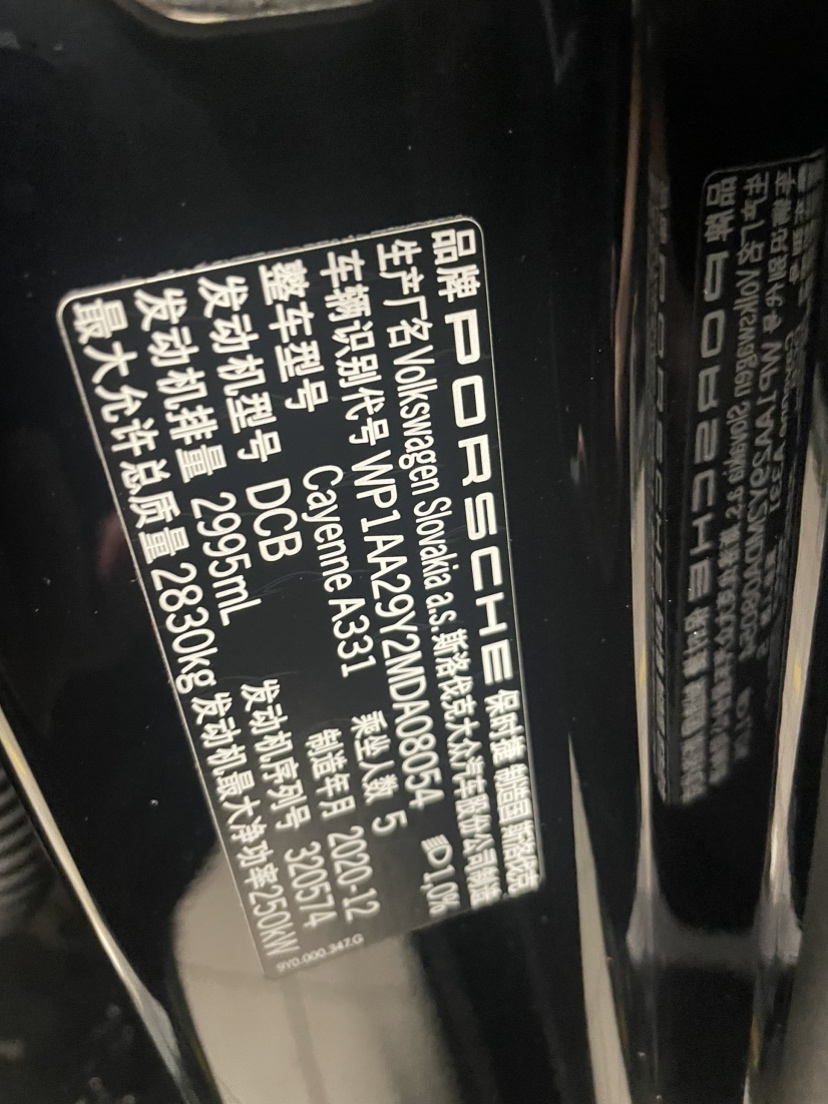 品牌 PORSCHE 保时捷 制造国 斯洛伐克
生产厂名 Volkswagen Slovakia a.s. 斯洛伐克大众汽车股份公司制造
车辆识别代号 WP1AA29Y2MDA08054 1,0%
整车型号 Cayenne A331 乘坐人数 5
发动机型号 DCB 制造年月 2020-12
发动机排量 2995mL 发动机序列号 320574
最大允许总质量 2830kg 发动机最大净功率 250kW
9Y0.000.347.G